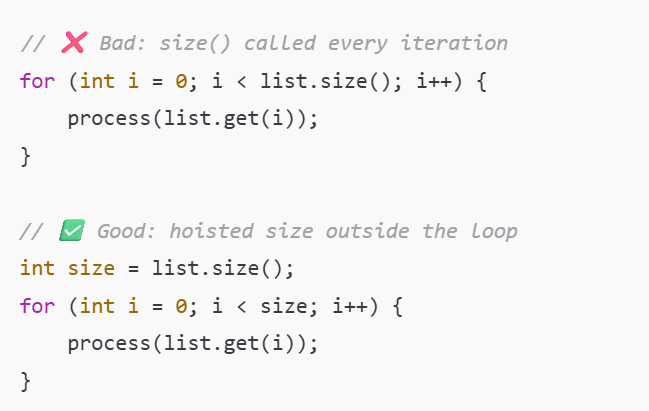 // ❌ Bad: size() called every iteration
for (int i = 0; i < list.size(); i++) {
    process(list.get(i));
}

// ✅ Good: hoisted size outside the loop
int size = list.size();
for (int i = 0; i < size; i++) {
    process(list.get(i));
}